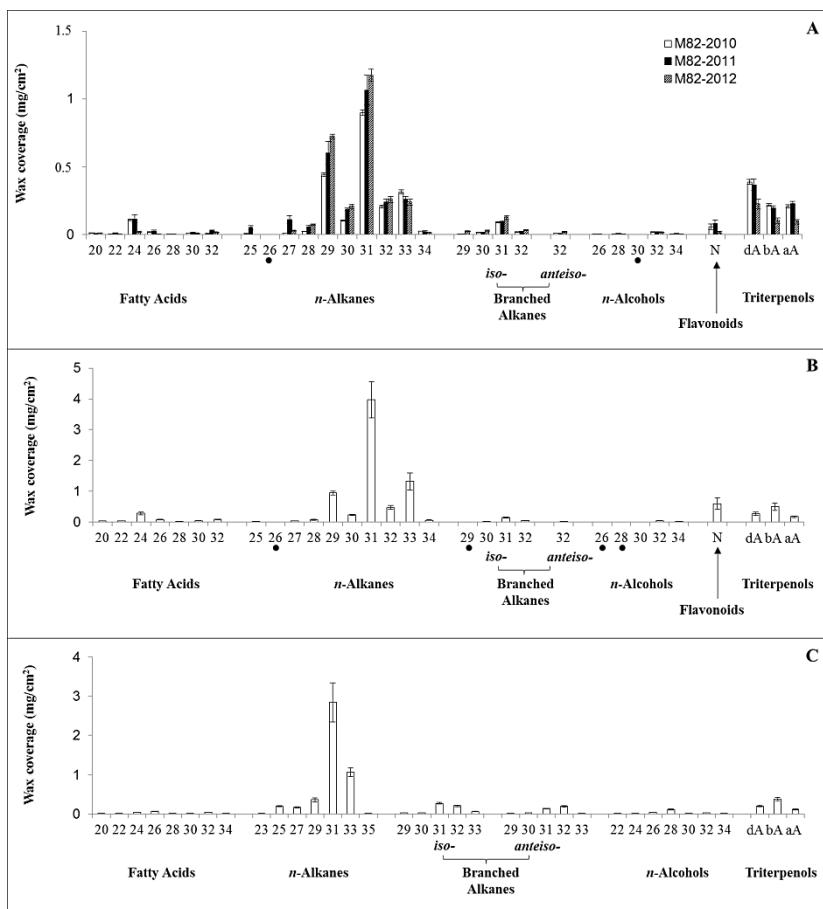 A
Wax coverage (mg/cm²)
1.5
1
0.5
0
M82-2010
M82-2011
M82-2012
20 22 24 26 28 30 32 25 26 27 28 29 30 31 32 33 34 29 30 31 32 32 26 28 30 32 34 N dA bA aA
iso- anteiso-
Fatty Acids n-Alkanes Branched Alkanes n-Alcohols Flavonoids Triterpenols
B
Wax coverage (mg/cm²)
5
4
3
2
1
0
20 22 24 26 28 30 32 25 26 27 28 29 30 31 32 33 34 29 30 31 32 32 26 28 30 32 34 N dA bA aA
iso- anteiso-
Fatty Acids n-Alkanes Branched Alkanes n-Alcohols Flavonoids Triterpenols
C
Wax coverage (mg/cm²)
4
3
2
1
0
20 22 24 26 28 30 32 34 23 25 27 29 31 33 35 29 30 31 32 33 29 30 31 32 33 22 24 26 28 30 32 34 dA bA aA
iso- anteiso-
Fatty Acids n-Alkanes Branched Alkanes n-Alcohols Triterpenols